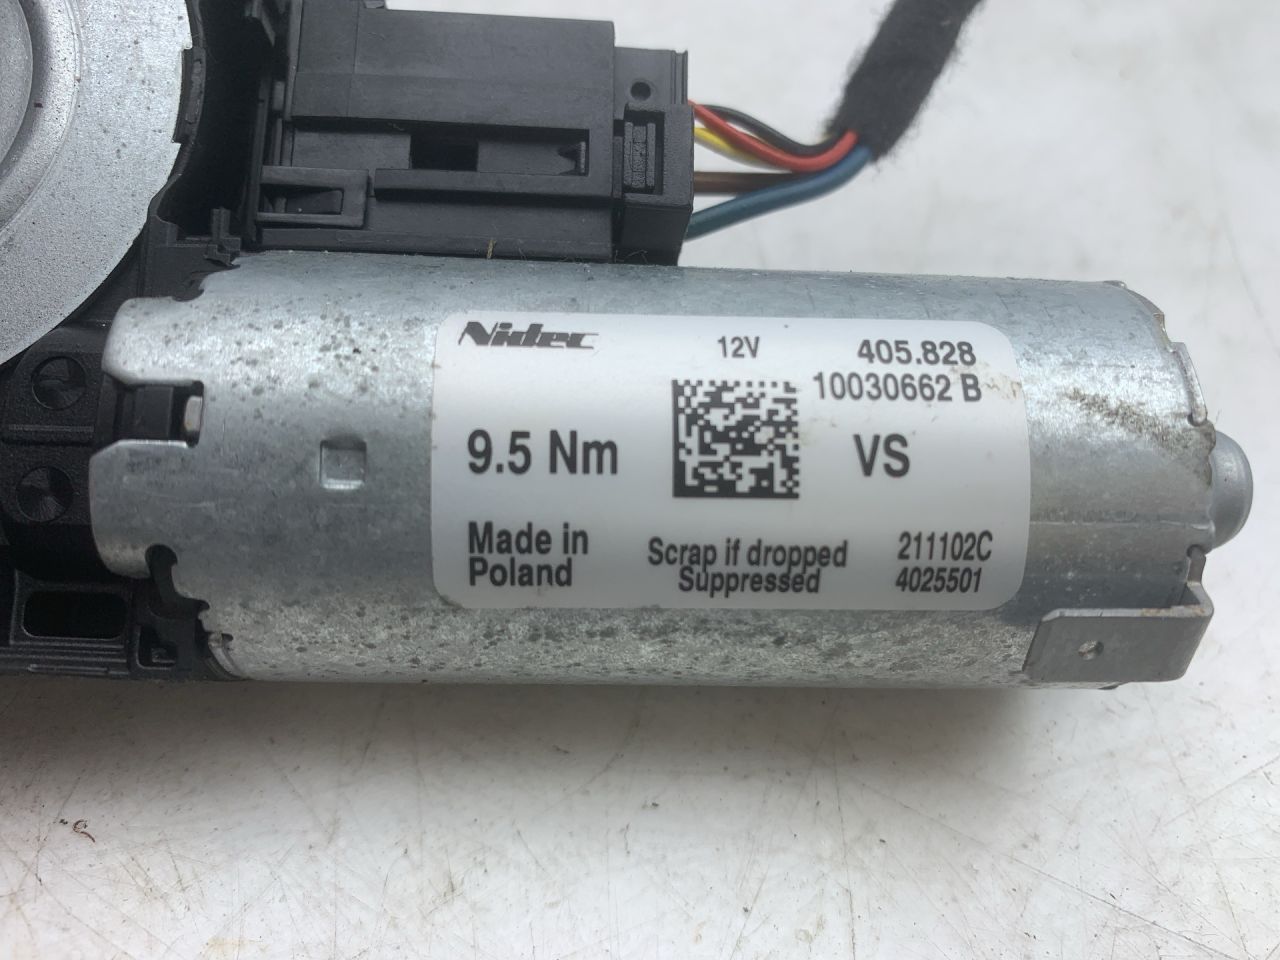 Nidec
12V
405.828
10030662 B
9.5 Nm
VS
Made in
Poland
Scrap if dropped
Suppressed
211102C
4025501